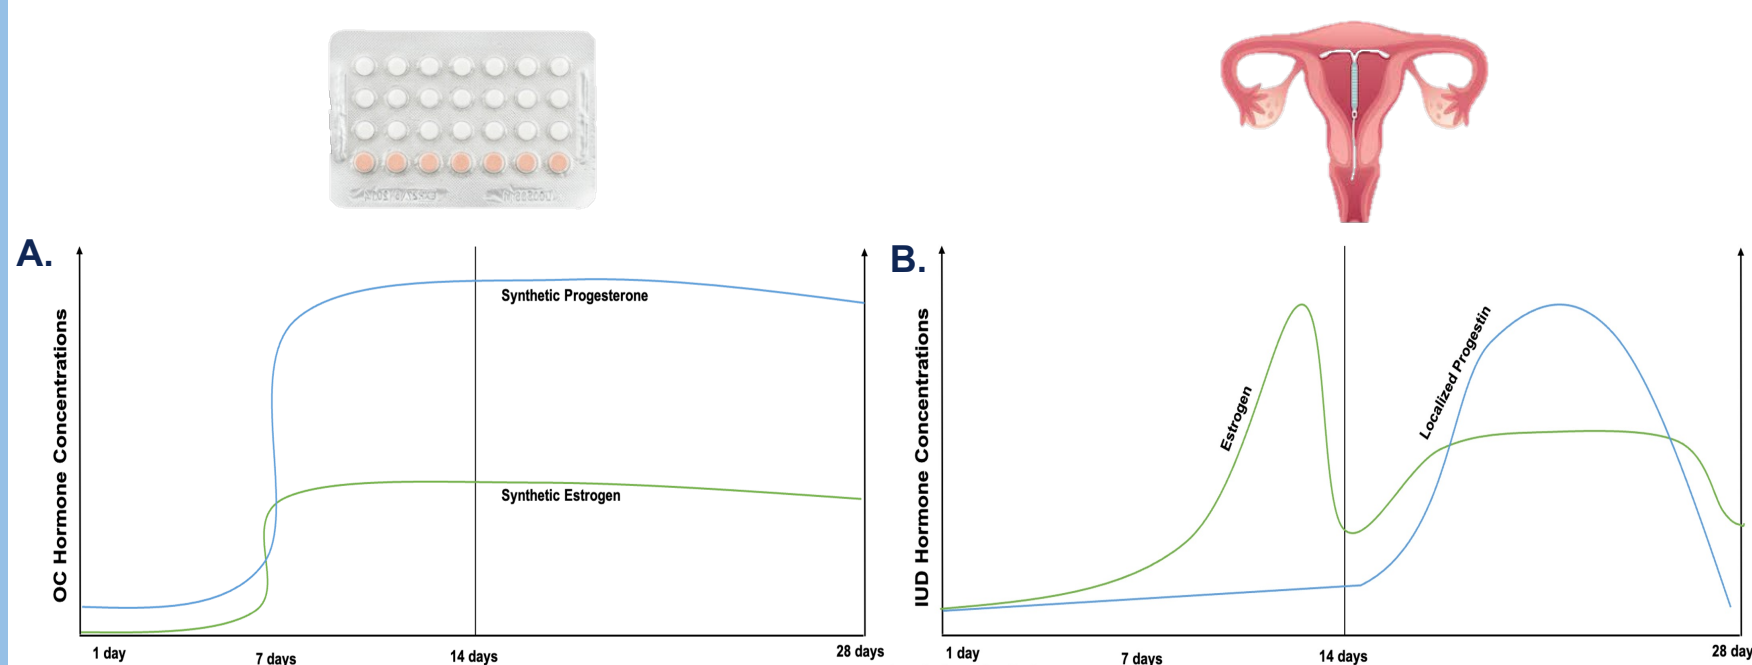 A.
OC Hormone Concentrations
Synthetic Progesterone
Synthetic Estrogen
1 day
7 days
14 days
28 days
B.
IUD Hormone Concentrations
Estrogen
Localized Progestin
1 day
7 days
14 days
28 day